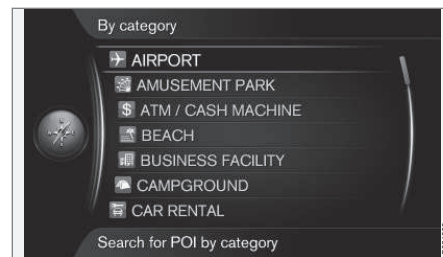 By category
AIRPORT
AMUSEMENT PARK
$ ATM / CASH MACHINE
BEACH
BUSINESS FACILITY
CAMPGROUND
CAR RENTAL
Search for POI by category